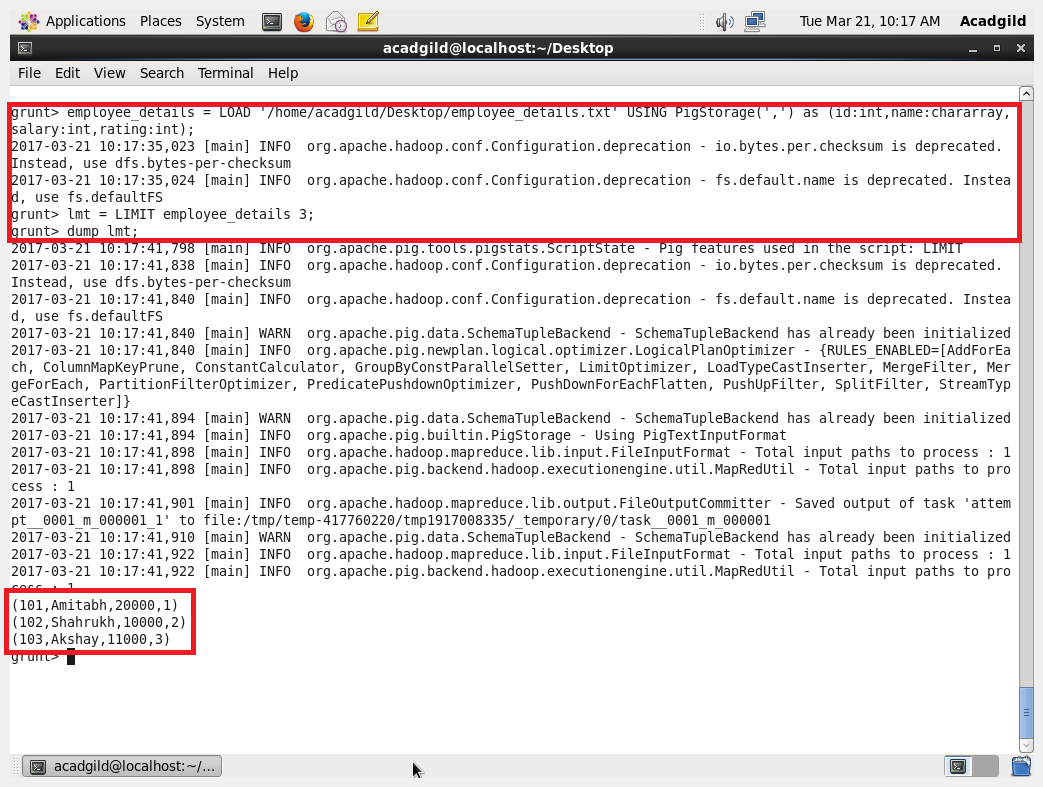 Applications Places System Tue Mar 21, 10:17 AM Acadgild
acadgild@localhost:~/Desktop
File Edit View Search Terminal Help
grunt> employee_details = LOAD '/home/acadgild/Desktop/employee_details.txt' USING PigStorage(',') as (id:int,name:chararray,
salary:int,rating:int);
2017-03-21 10:17:35,023 [main] INFO  org.apache.hadoop.conf.Configuration.deprecation - io.bytes.per.checksum is deprecated.
Instead, use dfs.bytes-per-checksum
2017-03-21 10:17:35,024 [main] INFO  org.apache.hadoop.conf.Configuration.deprecation - fs.default.name is deprecated. Instea
d, use fs.defaultFS
grunt> lmt = LIMIT employee_details 3;
grunt> dump lmt;
2017-03-21 10:17:41,798 [main] INFO  org.apache.pig.tools.pigstats.ScriptState - Pig features used in the script: LIMIT
2017-03-21 10:17:41,838 [main] INFO  org.apache.hadoop.conf.Configuration.deprecation - io.bytes.per.checksum is deprecated.
Instead, use dfs.bytes-per-checksum
2017-03-21 10:17:41,840 [main] INFO  org.apache.hadoop.conf.Configuration.deprecation - fs.default.name is deprecated. Instea
d, use fs.defaultFS
2017-03-21 10:17:41,840 [main] WARN  org.apache.pig.data.SchemaTupleBackend - SchemaTupleBackend has already been initialized
2017-03-21 10:17:41,840 [main] INFO  org.apache.pig.newplan.logical.optimizer.LogicalPlanOptimizer - {RULES_ENABLED=[AddForEa
ch, ColumnMapKeyPrune, ConstantCalculator, GroupByConstParallelSetter, LimitOptimizer, LoadTypeCastInserter, MergeFilter, Mer
geForEach, PartitionFilterOptimizer, PredicatePushdownOptimizer, PushDownForEachFlatten, PushUpFilter, SplitFilter, StreamTyp
eCastInserter]}
2017-03-21 10:17:41,894 [main] WARN  org.apache.pig.data.SchemaTupleBackend - SchemaTupleBackend has already been initialized
2017-03-21 10:17:41,894 [main] INFO  org.apache.pig.builtin.PigStorage - Using PigTextInputFormat
2017-03-21 10:17:41,898 [main] INFO  org.apache.hadoop.mapreduce.lib.input.FileInputFormat - Total input paths to process : 1
2017-03-21 10:17:41,898 [main] INFO  org.apache.pig.backend.hadoop.executionengine.util.MapRedUtil - Total input paths to pro
cess : 1
2017-03-21 10:17:41,901 [main] INFO  org.apache.hadoop.mapreduce.lib.output.FileOutputCommitter - Saved output of task 'attem
pt__0001_m_000001_1' to file:/tmp/temp-417760220/tmp1917008335/_temporary/0/task__0001_m_000001
2017-03-21 10:17:41,910 [main] WARN  org.apache.pig.data.SchemaTupleBackend - SchemaTupleBackend has already been initialized
2017-03-21 10:17:41,922 [main] INFO  org.apache.hadoop.mapreduce.lib.input.FileInputFormat - Total input paths to process : 1
2017-03-21 10:17:41,922 [main] INFO  org.apache.pig.backend.hadoop.executionengine.util.MapRedUtil - Total input paths to pro
cess : 1
(101,Amitabh,20000,1)
(102,Shahrukh,10000,2)
(103,Akshay,11000,3)
grunt>
acadgild@localhost:~/...